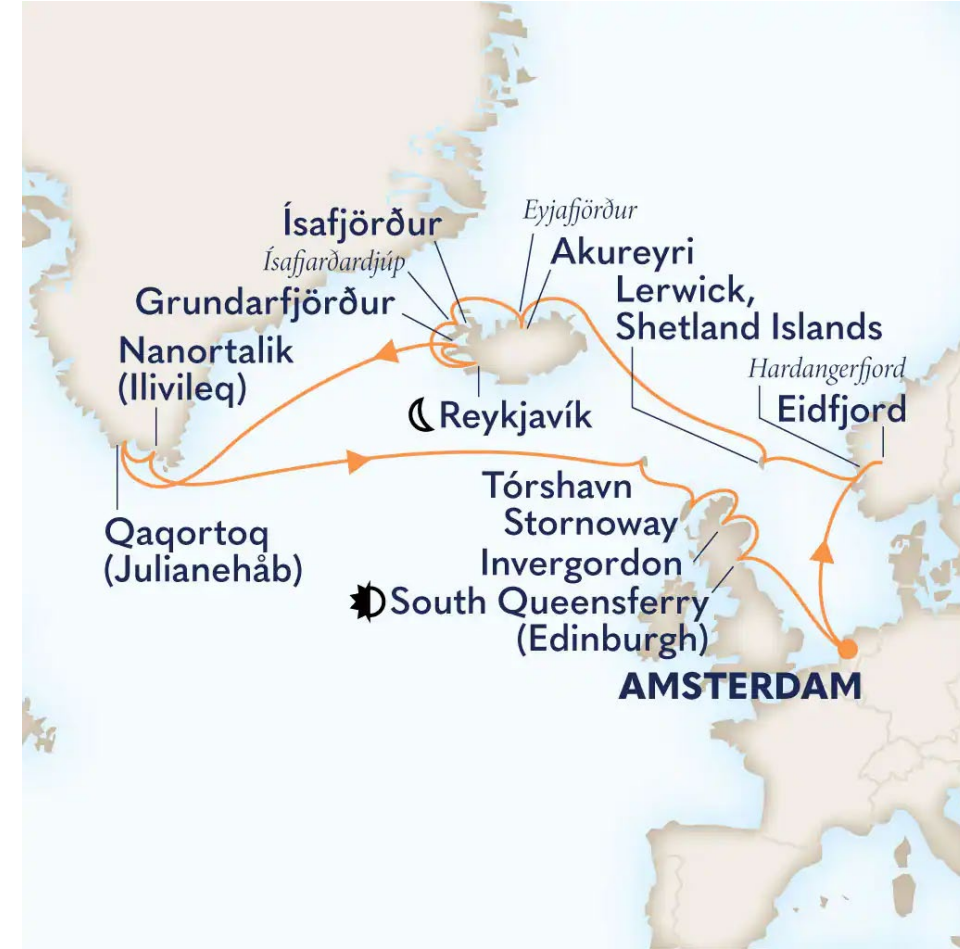 Eyjafjörður
Ísafjörður
Akureyri
Ísafjarðardjúp
Grundarfjörður
Lerwick,
Shetland Islands
Nanortalik
(Ilivileq)
Hardangerfjord
Eidfjord
Reykjavík
Tórshavn
Stornoway
Qaqortoq
(Julianehåb)
Invergordon
South Queensferry
(Edinburgh)
AMSTERDAM